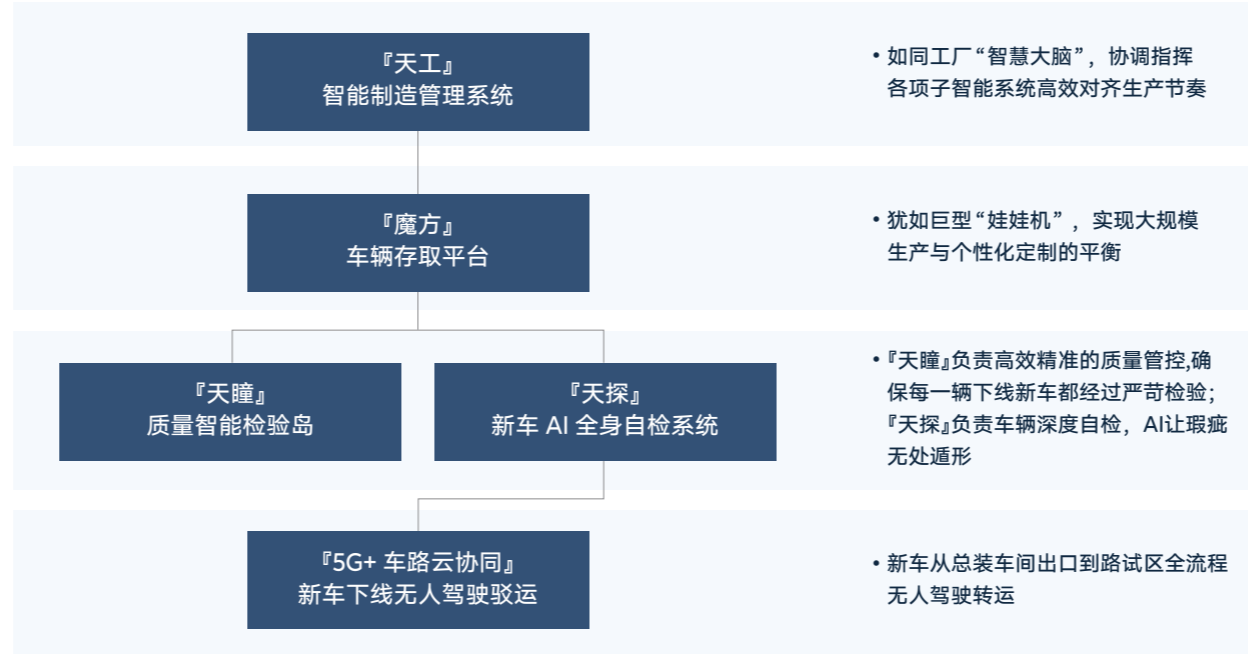 『天工』
智能制造管理系统
• 如同工厂“智慧大脑”，协调指挥
各项子智能系统高效对齐生产节奏
『魔方』
车辆存取平台
• 犹如巨型“娃娃机”，实现大规模
生产与个性化定制的平衡
『天瞳』
质量智能检验岛
『天探』
新车 AI 全身自检系统
• 『天瞳』负责高效精准的质量管控,确
保每一辆下线新车都经过严苛检验；
『天探』负责车辆深度自检，AI让瑕疵
无处遁形
『5G+ 车路云协同』
新车下线无人驾驶驳运
• 新车从总装车间出口到路试区全流程
无人驾驶转运